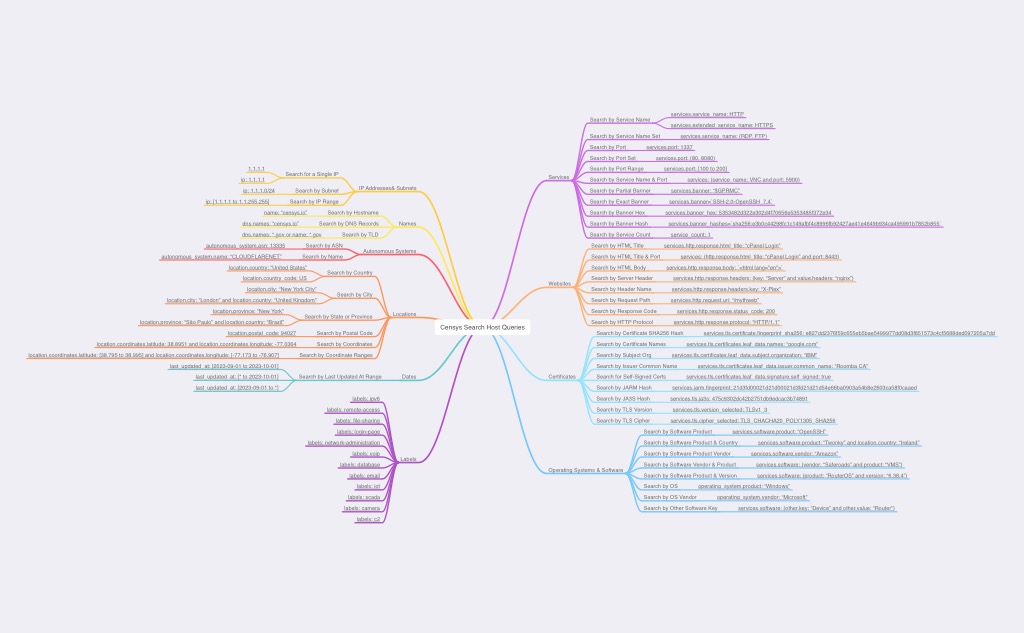 Censys Search Host Queries
IP Addresses& Subnets
Search for a Single IP
1.1.1.1
ip: 1.1.1.1
Search by Subnet
ip: 1.1.1.0/24
Search by IP Range
ip: [1.1.1.1 to 1.1.255.255]
Names
Search by Hostname
name: "censys.io"
Search by DNS Records
dns.names: "censys.io"
Search by TLD
dns.names: *.gov or name: *.gov
Autonomous Systems
Search by ASN
autonomous_system.asn: 13335
Search by Name
autonomous_system.name: "CLOUDFLARENET"
Locations
Search by Country
location.country: "United States"
location.country_code: US
Search by City
location.city: "New York City"
location.city: "London" and location.country: "United Kingdom"
Search by State or Province
location.province: "New York"
location.province: "São Paulo" and location.country: "Brazil"
Search by Postal Code
location.postal_code: 94027
Search by Coordinates
location.coordinates.latitude: 38.8951 and location.coordinates.longitude: -77.0364
Search by Coordinate Ranges
location.coordinates.latitude: [38.795 to 38.995] and location.coordinates.longitude: [-77.173 to -76.907]
Dates
Search by Last Updated At Range
last_updated_at: [2023-09-01 to 2023-10-01]
last_updated_at: [* to 2023-10-01]
last_updated_at: [2023-09-01 to *]
Labels
labels: ipv6
labels: remote-access
labels: file-sharing
labels: login-page
labels: network-administration
labels: voip
labels: database
labels: email
labels: iot
labels: scada
labels: camera
labels: c2
Services
Search by Service Name
services.service_name: HTTP
services.extended_service_name: HTTPS
Search by Service Name Set
services.service_name: {RDP, FTP}
Search by Port
services.port: 1337
Search by Port Set
services.port: {80, 8080}
Search by Port Range
services.port: [100 to 200]
Search by Service Name & Port
services: (service_name: VNC and port: 5900)
Search by Partial Banner
services.banner: "$GPRMC"
Search by Exact Banner
services.banner=`SSH-2.0-OpenSSH_7.4`
Search by Banner Hex
services.banner_hex:
Search by Banner Hash
services.banner_hashes=
Search by Service Count
service_count: 1
Websites
Search by HTML Title
services.http.response.html_title: "cPanel Login"
Search by HTML Title & Port
services: (http.response.html_title: "cPanel Login" and port: 8443)
Search by HTML Body
services.http.response.body: `<html lang="en">`
Search by Server Header
services.http.response.headers: (key: "Server" and value.headers: "nginx")
Search by Header Name
services.http.response.headers.key: "X-Plex"
Search by Request Path
services.http.request.uri: "/mythweb"
Search by Response Code
services.http.response.status_code: 200
Search by HTTP Protocol
services.http.response.protocol: "HTTP/1.1"
Certificates
Search by Certificate SHA256 Hash
services.tls.certificate.fingerprint_sha256:
Search by Certificate Names
services.tls.certificates.leaf_data.names: "google.com"
Search by Subject Org
services.tls.certificates.leaf_data.subject.organization: "IBM"
Search by Issuer Common Name
services.tls.certificates.leaf_data.issuer.common_name: "Roomba CA"
Search for Self-Signed Certs
services.tls.certificates.leaf_data.signature.self_signed: true
Search by JARM Hash
services.jarm.fingerprint:
Search by JA3S Hash
services.tls.ja3s:
Search by TLS Version
services.tls.version_selected: TLSv1_3
Search by TLS Cipher
services.tls.cipher_selected: TLS_CHACHA20_POLY1305_SHA256
Operating Systems & Software
Search by Software Product
services.software.product: "OpenSSH"
Search by Software Product & Country
services.software.product: "Tieoky" and location.country: "Ireland"
Search by Software Product Vendor
services.software.vendor: "Amazon"
Search by Software Vendor & Product
services.software: (vendor: "Saferoads" and product: "VMS")
Search by Software Product & Version
services.software: (product: "RouterOS" and version: "6.38.4")
Search by OS
operating_system.product: "Windows"
Search by OS Vendor
operating_system.vendor: "Microsoft"
Search by Other Software Key
services.software: (other.key: "Device" and other.value: "Router")